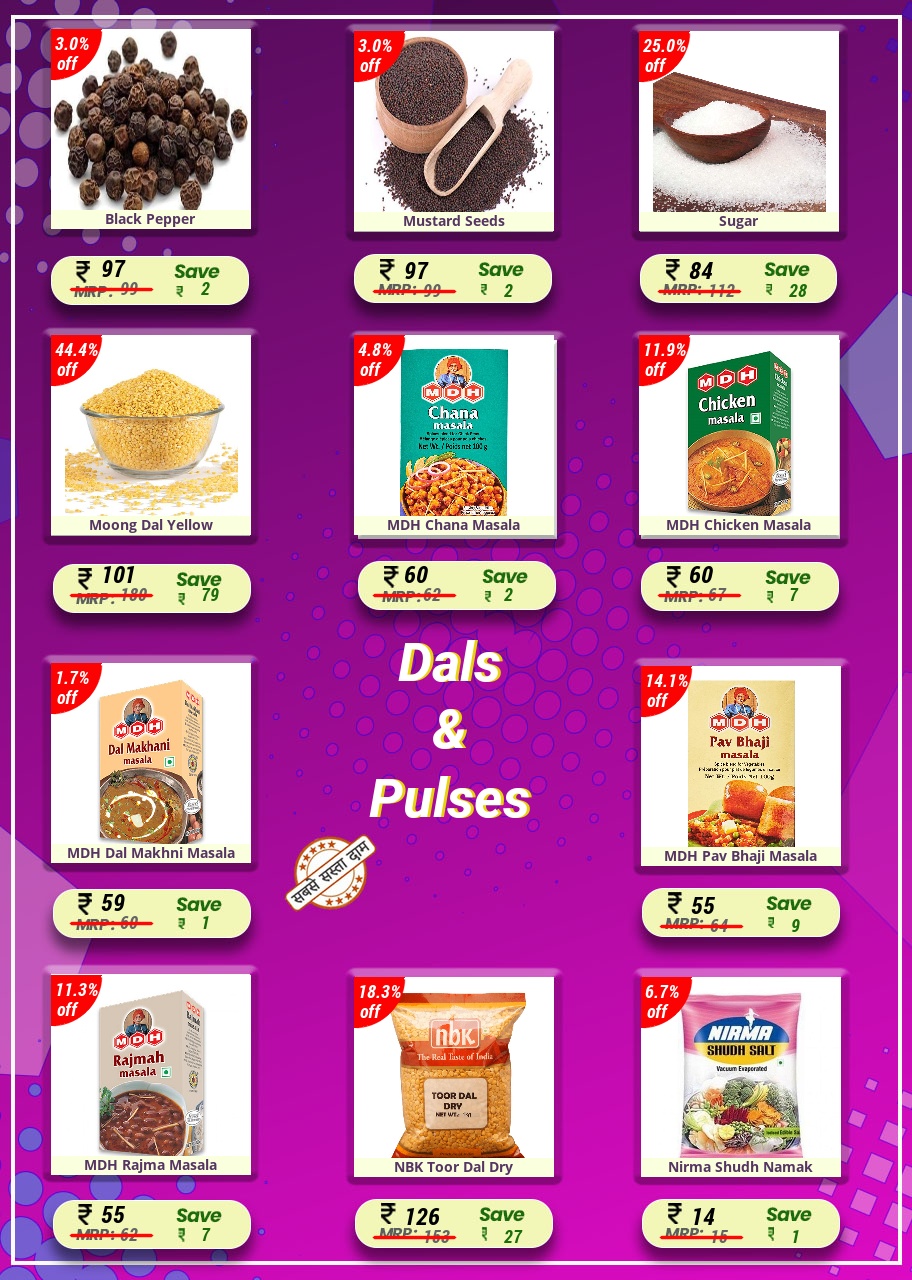 3.0%
off
Black Pepper
₹ 97
MRP: 99
Save
₹ 2
3.0%
off
Mustard Seeds
₹ 97
MRP: 99
Save
₹ 2
25.0%
off
Sugar
₹ 84
MRP: 112
Save
₹ 28
44.4%
off
Moong Dal Yellow
₹ 101
MRP: 180
Save
₹ 79
4.8%
off
MDH
Chana
masala
Net Wt. / Poids net 100 g
MDH Chana Masala
₹ 60
MRP: 62
Save
₹ 2
11.9%
off
MDH
Chicken
masala
MDH Chicken Masala
₹ 60
MRP: 67
Save
₹ 7
Dals
&
Pulses
सबसे सस्ता दाम
1.7%
off
MDH
Dal Makhani
masala
MDH Dal Makhni Masala
₹ 59
MRP: 60
Save
₹ 1
14.1%
off
MDH
Pav Bhaji
masala
MDH Pav Bhaji Masala
₹ 55
MRP: 64
Save
₹ 9
11.3%
off
MDH
Rajmah
masala
MDH Rajma Masala
₹ 55
MRP: 62
Save
₹ 7
18.3%
off
nbk
The Real Taste of India
TOOR DAL
DRY
NBK Toor Dal Dry
₹ 126
MRP: 153
Save
₹ 27
6.7%
off
NIRMA
SHUDH SALT
Vacuum Evaporated
Nirma Shudh Namak
₹ 14
MRP: 15
Save
₹ 1